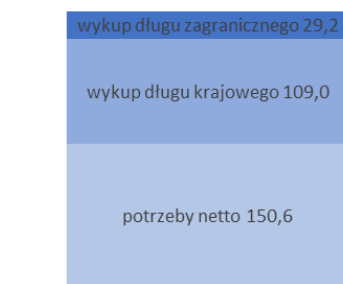 wykup długu zagranicznego 29,2
wykup długu krajowego 109,0
potrzeby netto 150,6